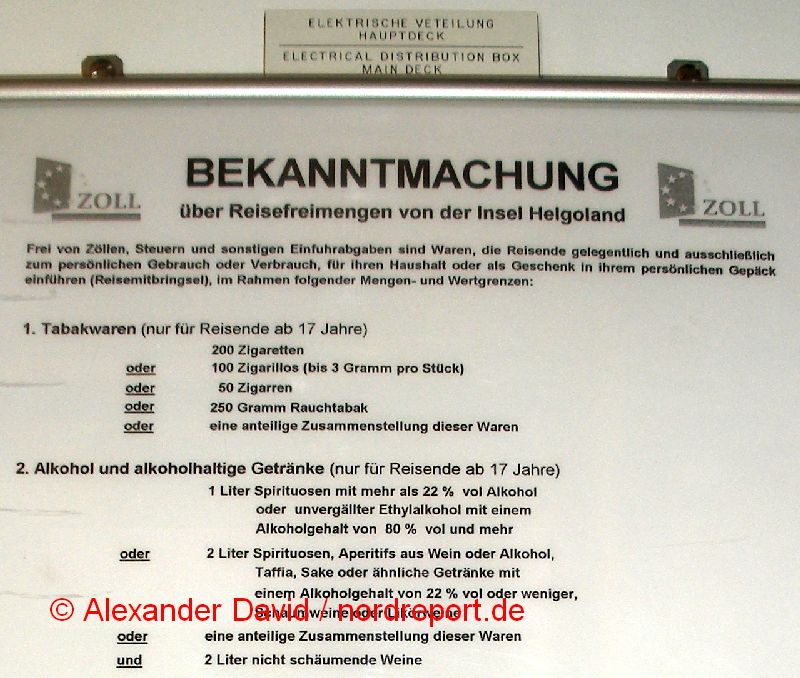 ELEKTRISCHE VETEILUNG
HAUPTDECK
ELECTRICAL DISTRIBUTION BOX
MAIN DECK
ZOLL
BEKANNTMACHUNG
ZOLL
über Reisefreimengen von der Insel Helgoland
Frei von Zöllen, Steuern und sonstigen Einfuhrabgaben sind Waren, die Reisende gelegentlich und ausschließlich
zum persönlichen Gebrauch oder Verbrauch, für ihren Haushalt oder als Geschenk in ihrem persönlichen Gepäck
einführen (Reisemitbringsel), im Rahmen folgender Mengen- und Wertgrenzen:
1. Tabakwaren (nur für Reisende ab 17 Jahre)
200 Zigaretten
oder 100 Zigarillos (bis 3 Gramm pro Stück)
oder 50 Zigarren
oder 250 Gramm Rauchtabak
oder eine anteilige Zusammenstellung dieser Waren
2. Alkohol und alkoholhaltige Getränke (nur für Reisende ab 17 Jahre)
1 Liter Spirituosen mit mehr als 22 % vol Alkohol
oder unvergällter Ethylalkohol mit einem
Alkoholgehalt von 80 % vol und mehr
oder 2 Liter Spirituosen, Aperitifs aus Wein oder Alkohol,
Taffia, Sake oder ähnliche Getränke mit
einem Alkoholgehalt von 22 % vol oder weniger,
Schaumweine oder Likörweine
© Alexander David / nordreport.de
oder eine anteilige Zusammenstellung dieser Waren
und 2 Liter nicht schäumende Weine